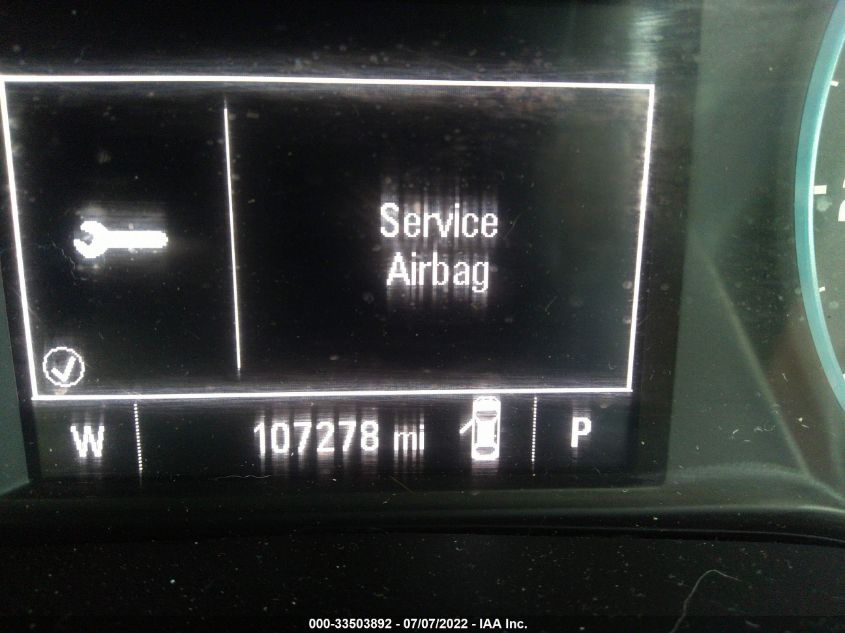 Service
Airbag
W 107278 mi P
000-33503892 - 07/07/2022 - IAA Inc.